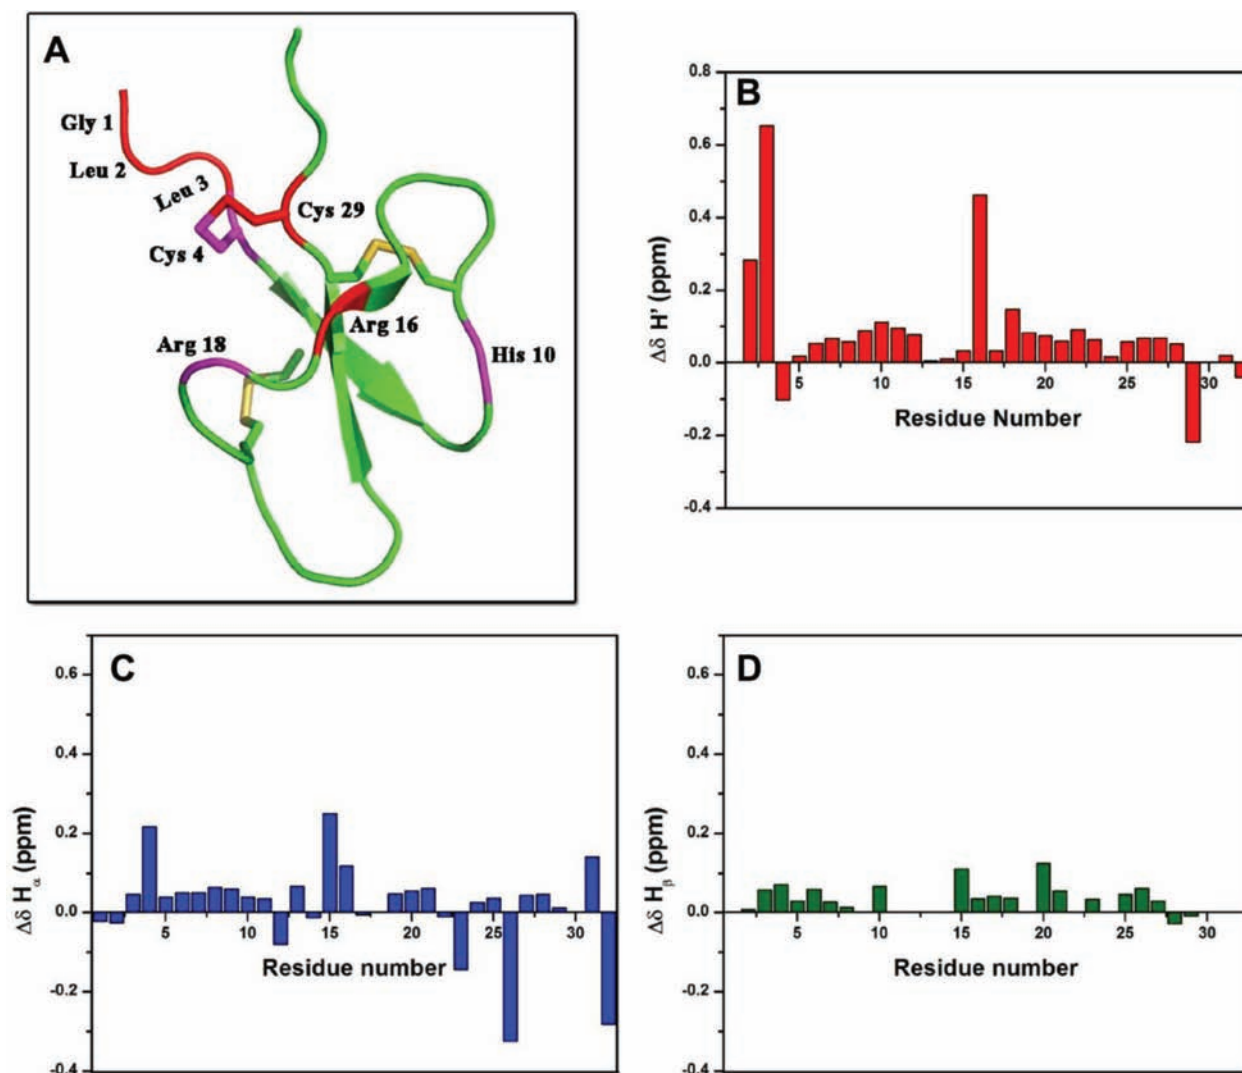 A
Gly 1
Leu 2
Leu 3
Cys 29
Cys 4
Arg 16
Arg 18
His 10
B
0.8
0.6
0.4
0.2
0.0
-0.2
-0.4
Δδ H' (ppm)
5 10 15 20 25 30
Residue Number
C
0.6
0.4
0.2
0.0
-0.2
-0.4
Δδ Hα (ppm)
5 10 15 20 25 30
Residue number
D
0.6
0.4
0.2
0.0
-0.2
-0.4
Δδ Hβ (ppm)
5 10 15 20 25 30
Residue number